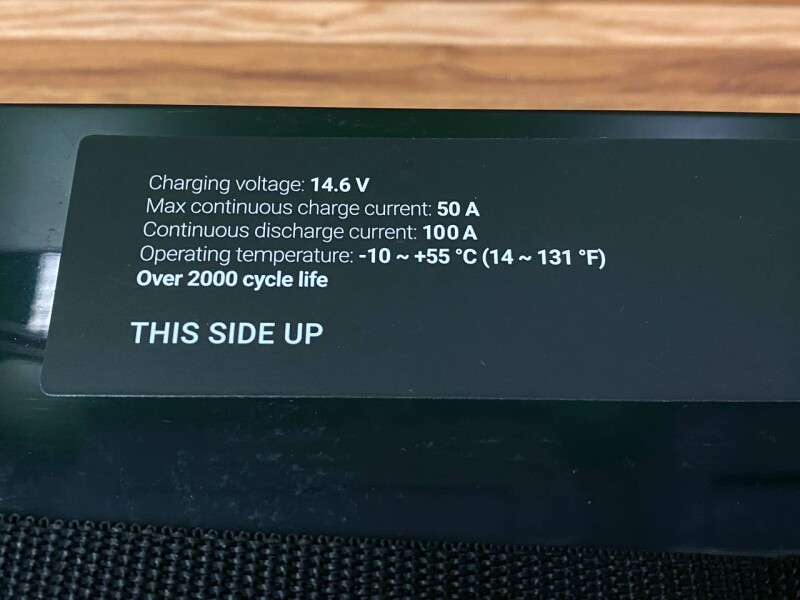 Charging voltage: 14.6 V
Max continuous charge current: 50 A
Continuous discharge current: 100 A
Operating temperature: -10 ~ +55 °C (14 ~ 131 °F)
Over 2000 cycle life
THIS SIDE UP